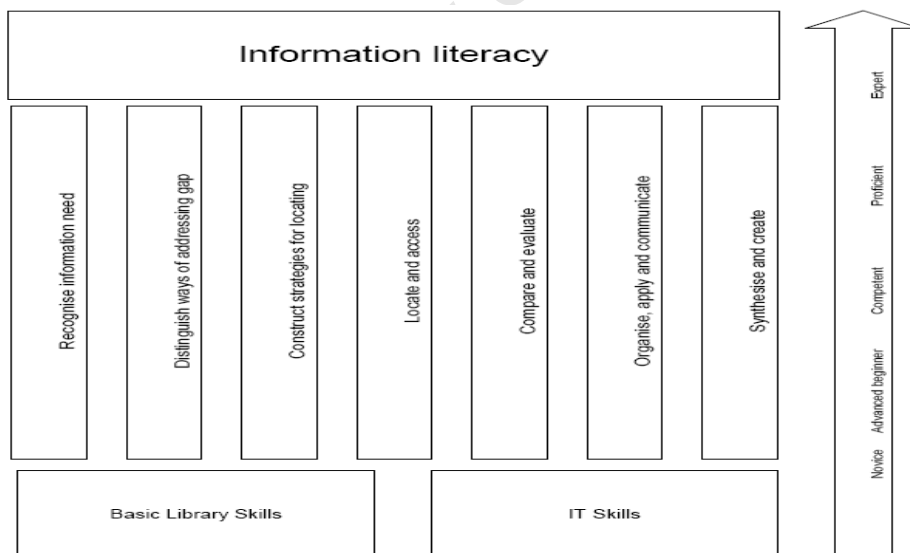 Information literacy
Recognise information need
Distinguish ways of addressing gap
Construct strategies for locating
Locate and access
Compare and evaluate
Organise, apply and communicate
Synthesise and create
Basic Library Skills
IT Skills
Expert
Proficient
Competent
Advanced beginner
Novice